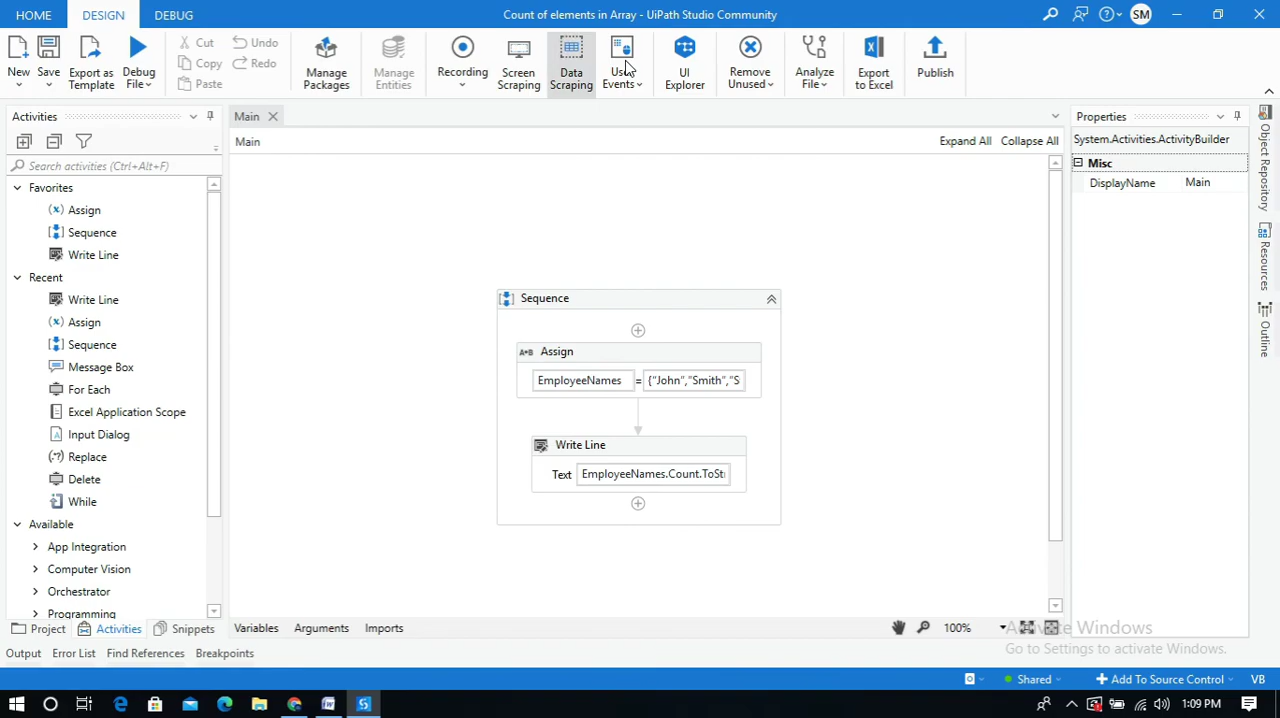 HOME DESIGN DEBUG Count of elements in Array - UiPath Studio Community SM
New Save Export as Template Debug File Cut Copy Paste Undo Redo Manage Packages Manage Entities Recording Screen Scraping Data Scraping User Events UI Explorer Remove Unused Analyze File Export to Excel Publish
Activities
Search activities (Ctrl+Alt+F)
Favorites
Assign
Sequence
Write Line
Recent
Write Line
Assign
Sequence
Message Box
For Each
Excel Application Scope
Input Dialog
Replace
Delete
While
Available
App Integration
Computer Vision
Orchestrator
Programming
Project Activities Snippets
Main
Main Expand All Collapse All
Sequence
Assign
EmployeeNames = {"John","Smith","S
Write Line
Text EmployeeNames.Count.ToSt
Variables Arguments Imports 100%
Properties
System.Activities.ActivityBuilder
Misc
DisplayName Main
Object Repository
Resources
Outline
Activate Windows
Go to Settings to activate Windows.
Output Error List Find References Breakpoints
Shared Add To Source Control VB
1:09 PM